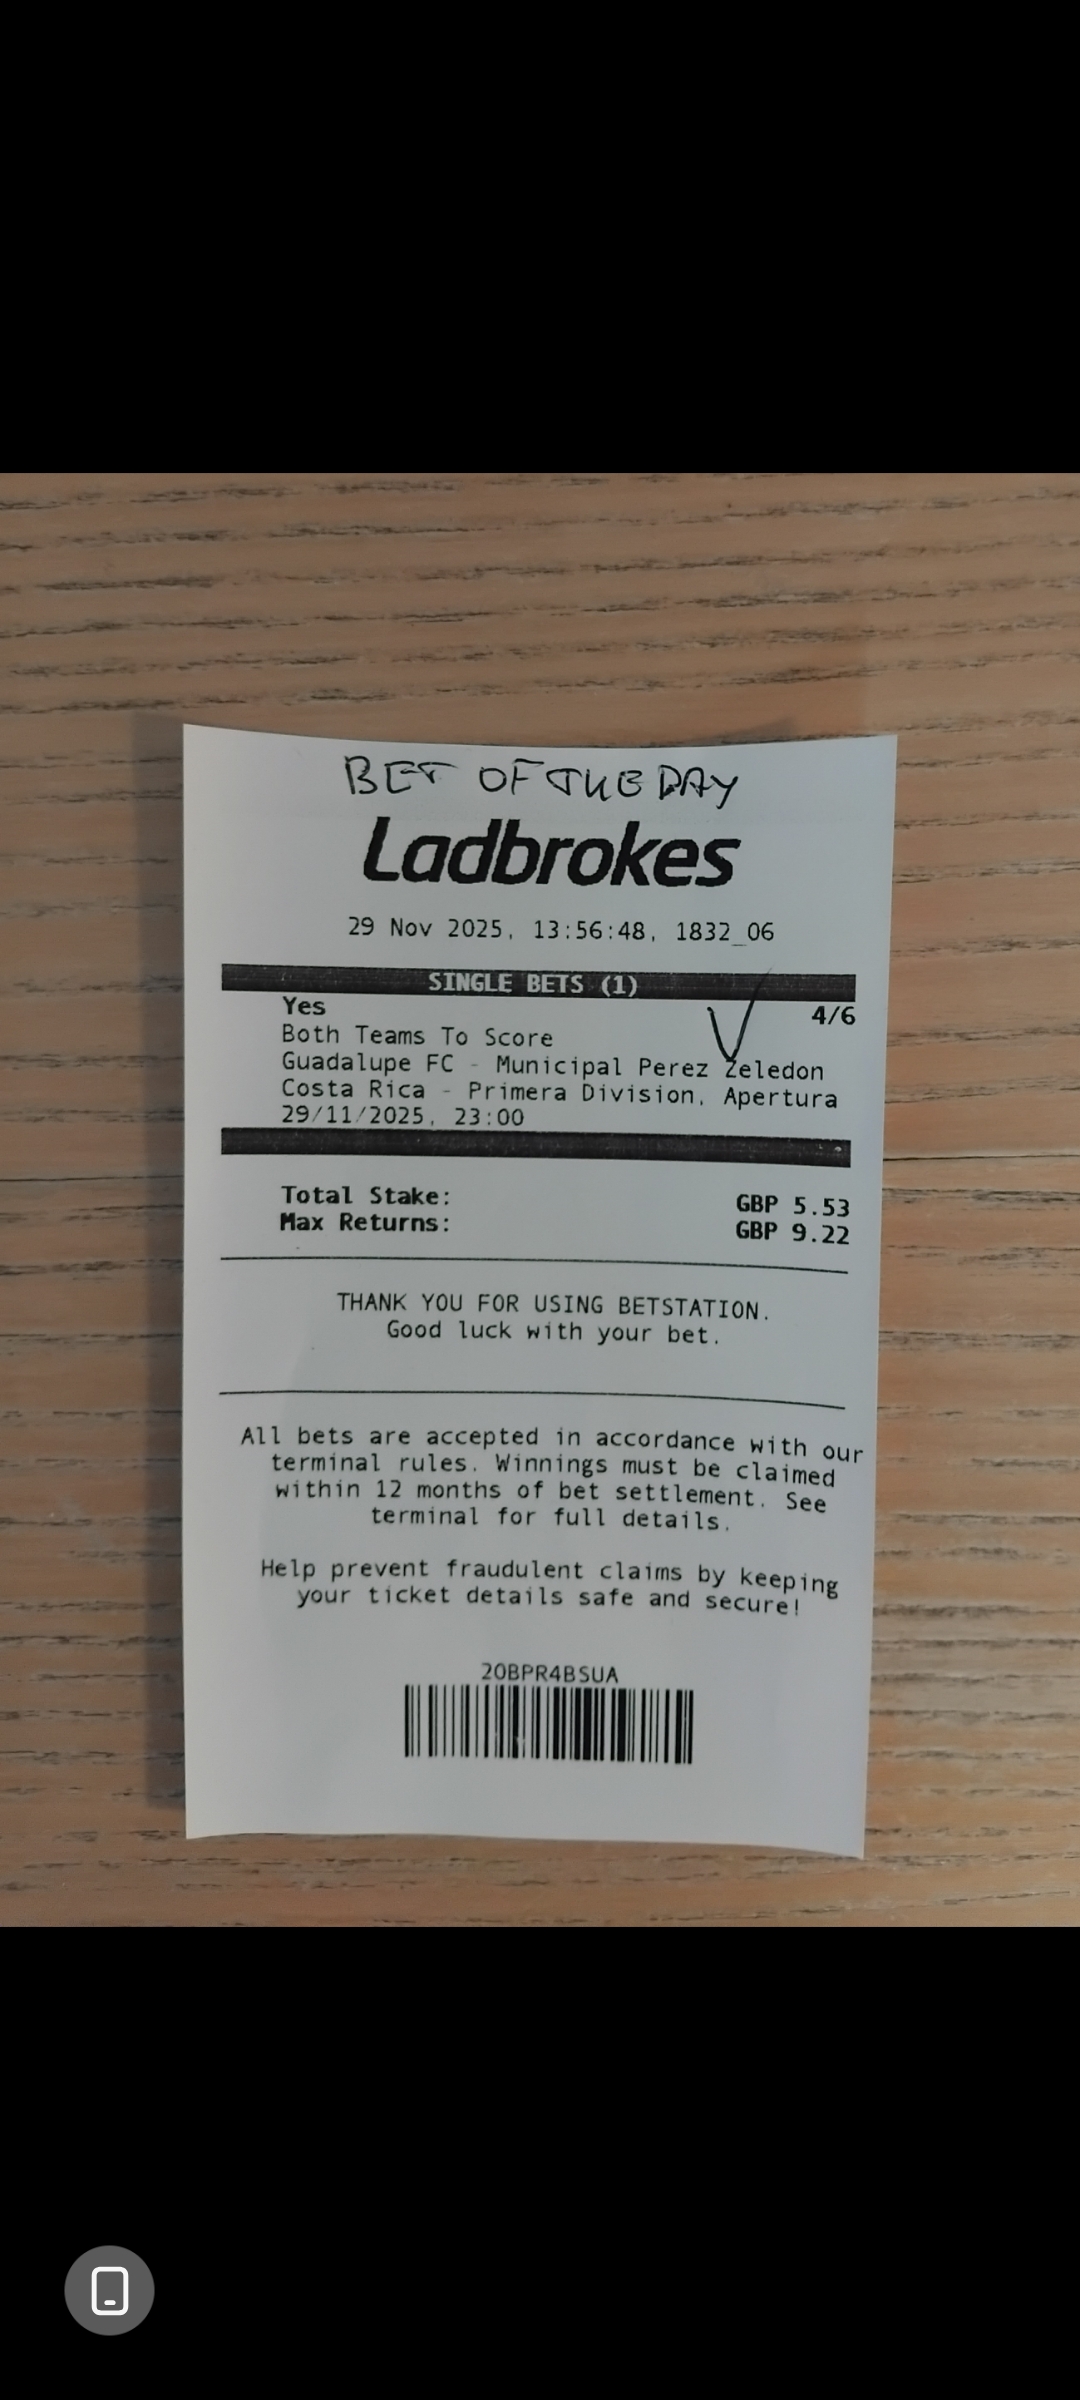 BET OF THE DAY
Ladbrokes
29 Nov 2025, 13:56:48, 1832_06
SINGLE BETS (1)
Yes 4/6
Both Teams To Score
Guadalupe FC - Municipal Perez Zeledon
Costa Rica - Primera Division, Apertura
29/11/2025, 23:00
Total Stake: GBP 5.53
Max Returns: GBP 9.22
THANK YOU FOR USING BETSTATION.
Good luck with your bet.
All bets are accepted in accordance with our
terminal rules. Winnings must be claimed
within 12 months of bet settlement. See
terminal for full details.
Help prevent fraudulent claims by keeping
your ticket details safe and secure!
20BPR4BSUA